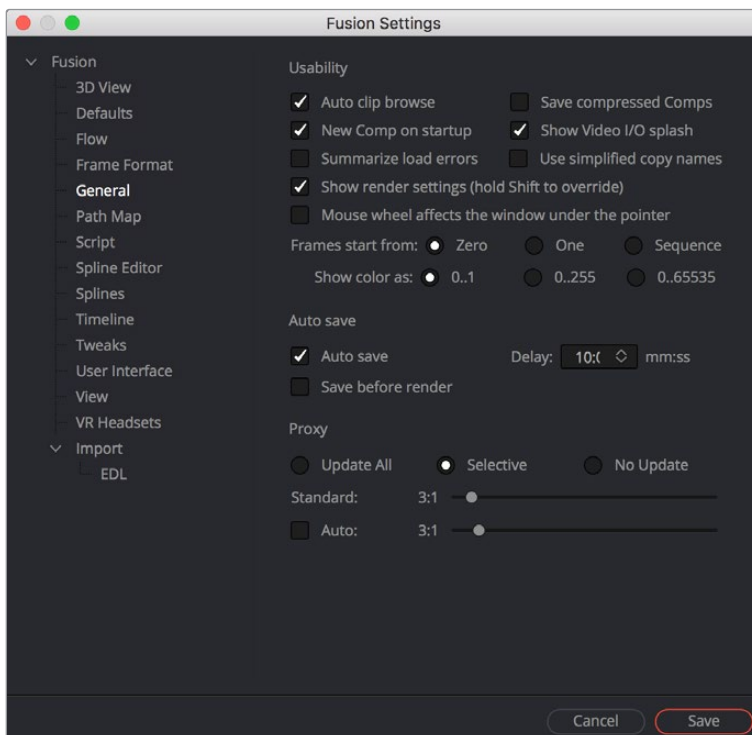 Fusion Settings
Fusion
3D View
Defaults
Flow
Frame Format
General
Path Map
Script
Spline Editor
Splines
Timeline
Tweaks
User Interface
View
VR Headsets
Import
EDL
Usability
Auto clip browse
Save compressed Comps
New Comp on startup
Show Video I/O splash
Summarize load errors
Use simplified copy names
Show render settings (hold Shift to override)
Mouse wheel affects the window under the pointer
Frames start from: Zero One Sequence
Show color as: 0..1 0..255 0..65535
Auto save
Auto save
Delay: 10:( mm:ss
Save before render
Proxy
Update All Selective No Update
Standard: 3:1
Auto: 3:1
Cancel Save